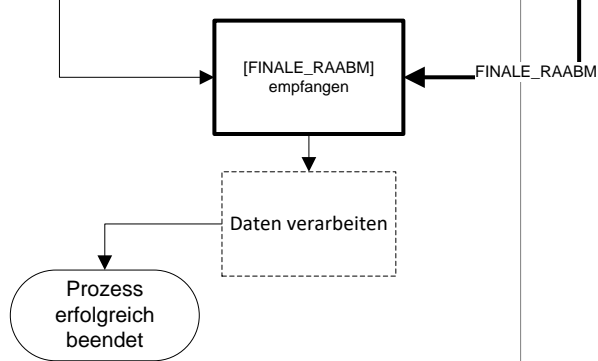 [FINALE_RAABM]
empfangen
FINALE_RAABM
Daten verarbeiten
Prozess
erfolgreich
beendet